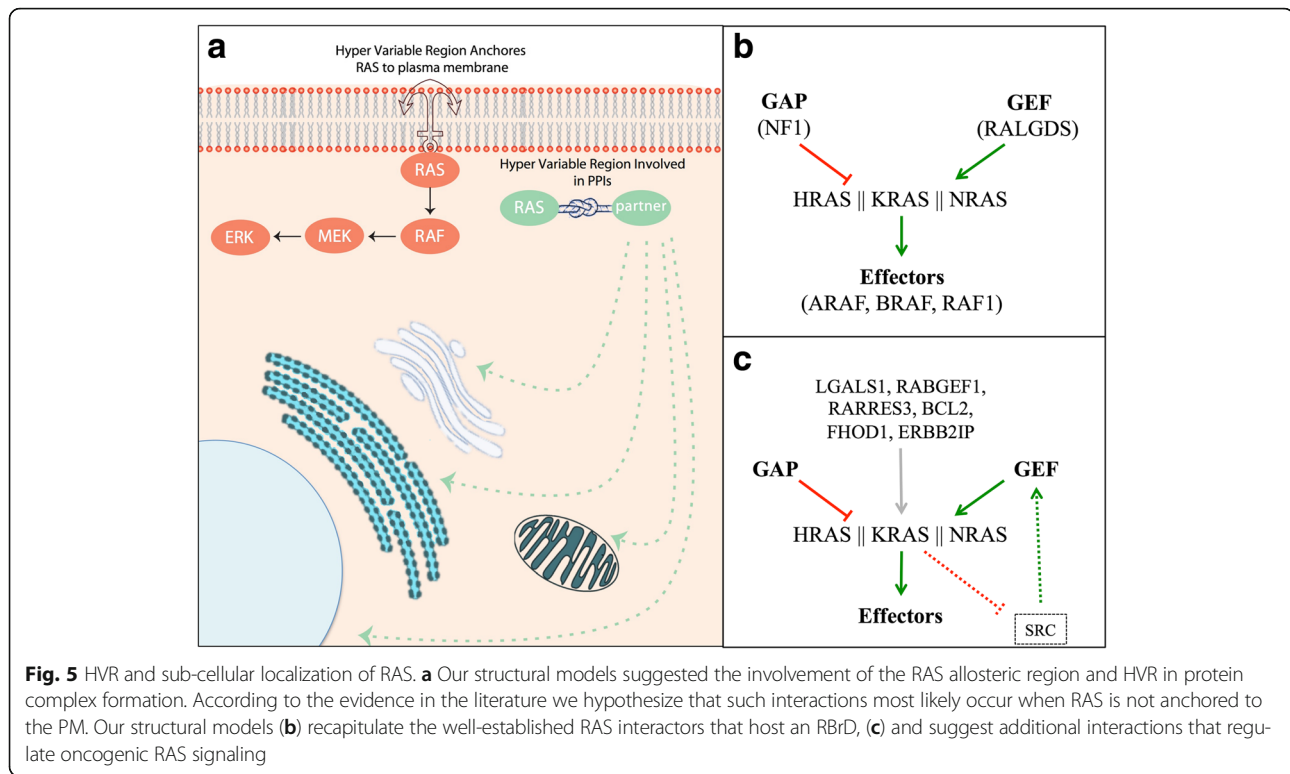 a
Hyper Variable Region Anchores
RAS to plasma membrane
RAS
Hyper Variable Region Involved
in PPIs
RAS
partner
ERK
MEK
RAF
b
GAP
(NF1)
GEF
(RALGDS)
HRAS || KRAS || NRAS
Effectors
(ARAF, BRAF, RAF1)
c
LGALS1, RABGEF1,
RARRES3, BCL2,
FHOD1, ERBB2IP
GAP
GEF
HRAS || KRAS || NRAS
Effectors
SRC
Fig. 5 HVR and sub-cellular localization of RAS. a Our structural models suggested the involvement of the RAS allosteric region and HVR in protein
complex formation. According to the evidence in the literature we hypothesize that such interactions most likely occur when RAS is not anchored to
the PM. Our structural models (b) recapitulate the well-established RAS interactors that host an RBrD, (c) and suggest additional interactions that regu-
late oncogenic RAS signaling